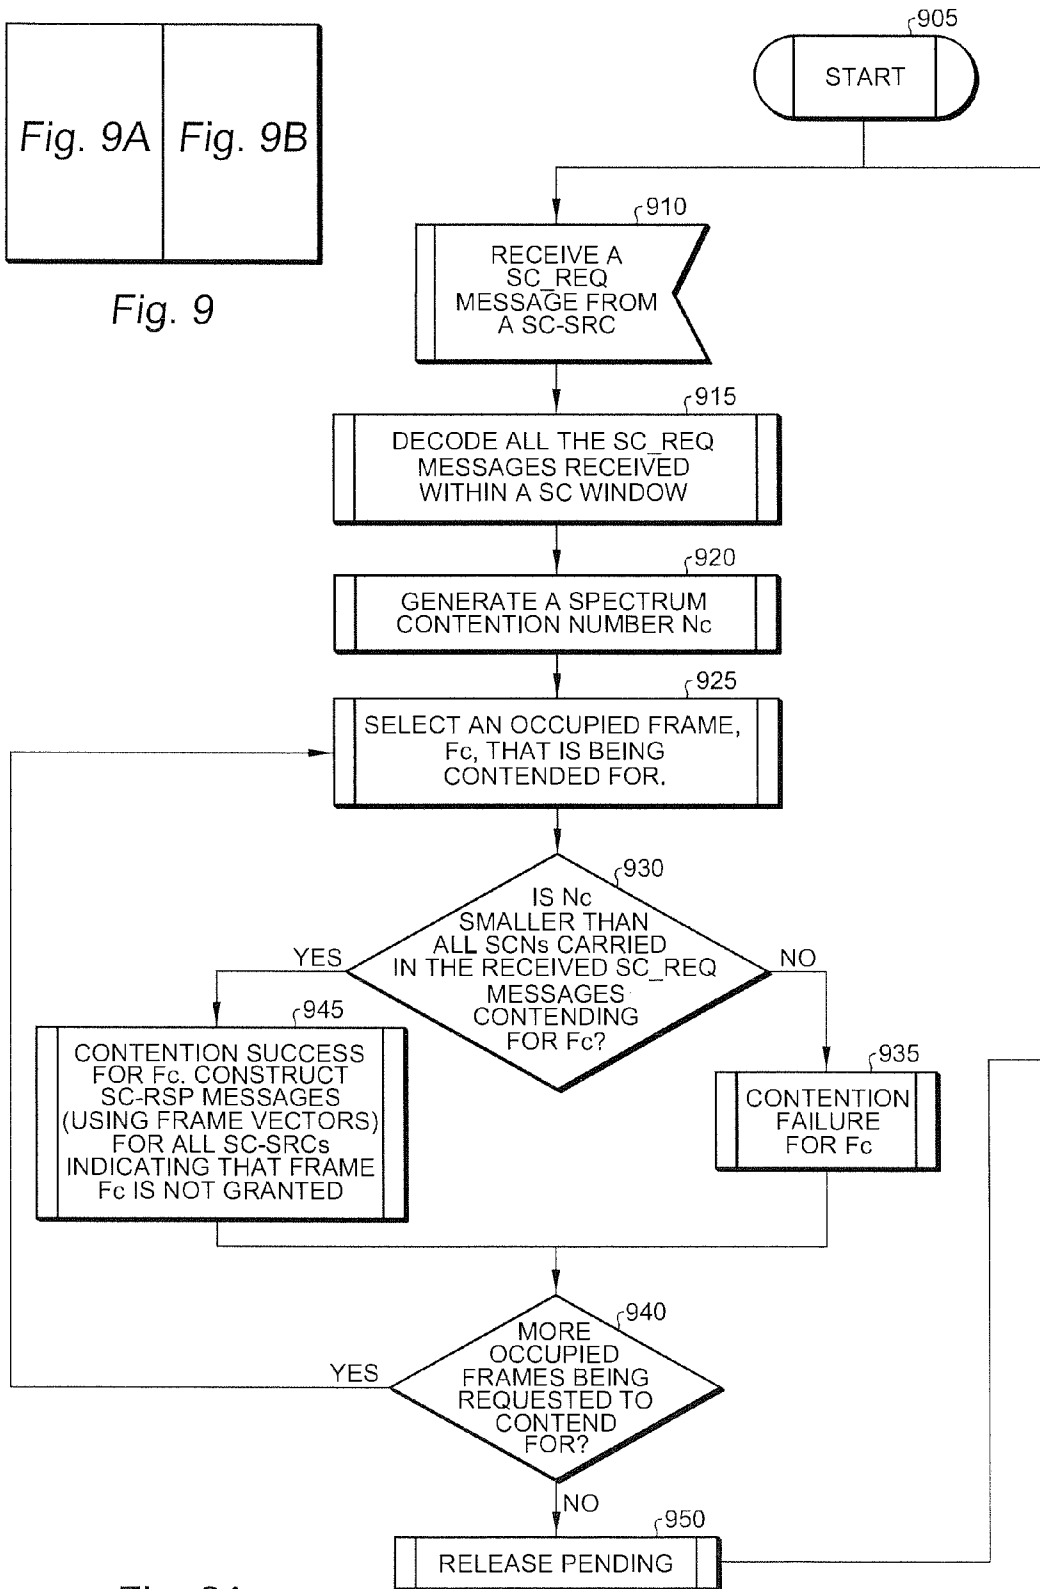 Fig. 9A
Fig. 9B
Fig. 9
905
START
910
RECEIVE A
SC_REQ
MESSAGE FROM
A SC-SRC
915
DECODE ALL THE SC_REQ
MESSAGES RECEIVED
WITHIN A SC WINDOW
920
GENERATE A SPECTRUM
CONTENTION NUMBER Nc
925
SELECT AN OCCUPIED FRAME,
Fc, THAT IS BEING
CONTENDED FOR.
930
IS Nc
SMALLER THAN
ALL SCNs CARRIED
IN THE RECEIVED SC_REQ
MESSAGES
CONTENDING
FOR Fc?
YES
NO
945
CONTENTION SUCCESS
FOR Fc. CONSTRUCT
SC-RSP MESSAGES
(USING FRAME VECTORS)
FOR ALL SC-SRCs
INDICATING THAT FRAME
Fc IS NOT GRANTED
935
CONTENTION
FAILURE
FOR Fc
940
MORE
OCCUPIED
FRAMES BEING
REQUESTED TO
CONTEND
FOR?
YES
NO
950
RELEASE PENDING